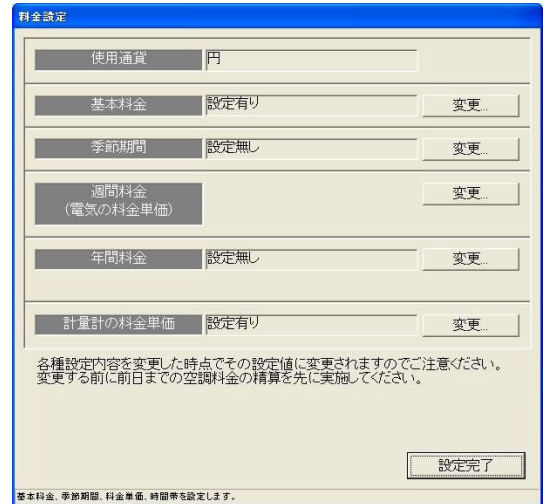 料金設定
使用通貨 円
基本料金 設定有り 変更...
季節期間 設定無し 変更...
週間料金 変更...
(電気の料金単価)
年間料金 設定無し 変更...
計量計の料金単価 設定有り 変更...
各種設定内容を変更した時点でその設定値に変更されますのでご注意ください。
変更する前に前日までの空調料金の精算を先に実施してください。
設定完了
基本料金、季節期間、料金単価、時間帯を設定します。